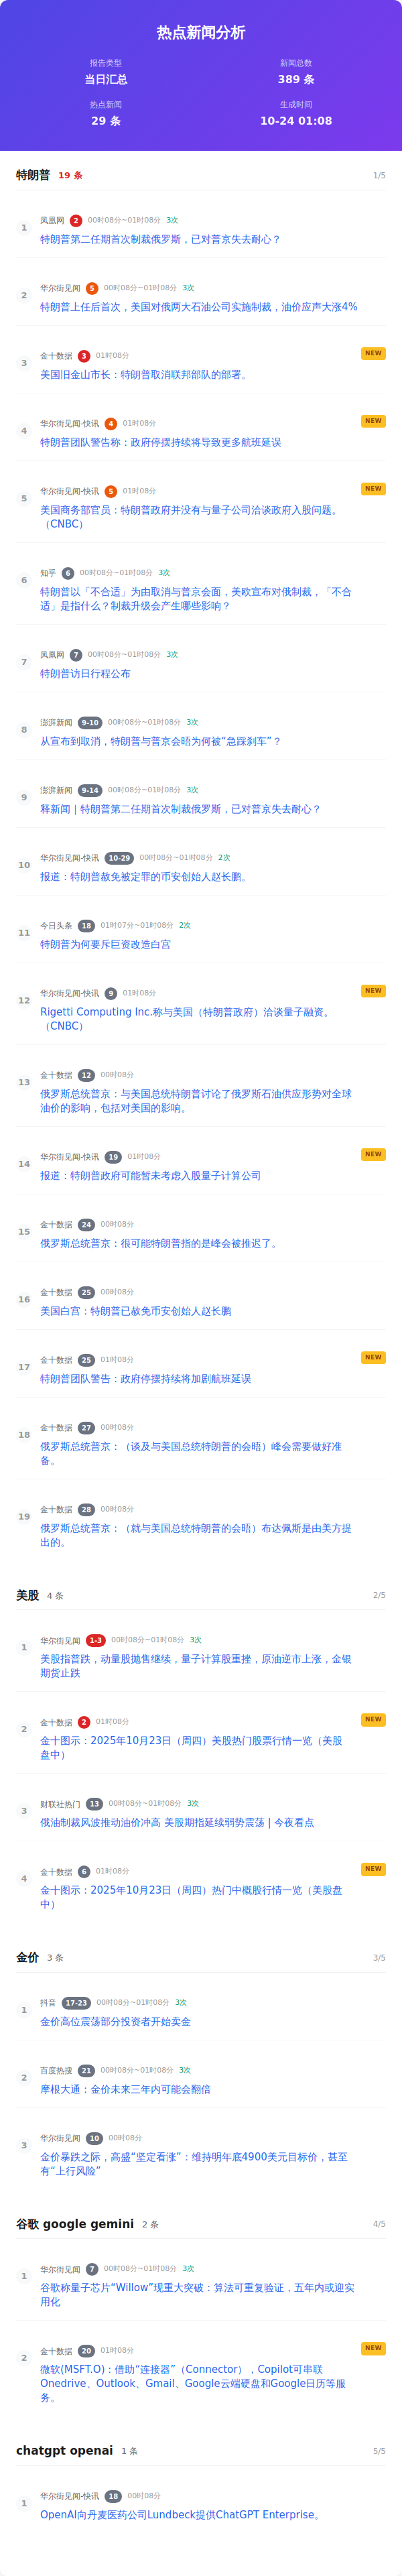 热点新闻分析
报告类型
新闻总数
当日汇总
389 条
热点新闻
生成时间
29 条
10-24 01:08
特朗普 19 条 1/5
1 凤凰网 2 00时08分~01时08分 3次
特朗普第二任期首次制裁俄罗斯，已对普京失去耐心？
2 华尔街见闻 5 00时08分~01时08分 3次
特朗普上任后首次，美国对俄两大石油公司实施制裁，油价应声大涨4%
3 金十数据 3 01时08分 NEW
美国旧金山市长：特朗普取消联邦部队的部署。
4 华尔街见闻-快讯 4 01时08分 NEW
特朗普团队警告称：政府停摆持续将导致更多航班延误
5 华尔街见闻-快讯 5 01时08分 NEW
美国商务部官员：特朗普政府并没有与量子公司洽谈政府入股问题。
（CNBC）
6 知乎 6 00时08分~01时08分 3次
特朗普以「不合适」为由取消与普京会面，美欧宣布对俄制裁，「不合
适」是指什么？制裁升级会产生哪些影响？
7 凤凰网 7 00时08分~01时08分 3次
特朗普访日行程公布
8 澎湃新闻 9-10 00时08分~01时08分 3次
从宣布到取消，特朗普与普京会晤为何被“急踩刹车”？
9 澎湃新闻 9-14 00时08分~01时08分 3次
释新闻｜特朗普第二任期首次制裁俄罗斯，已对普京失去耐心？
10 华尔街见闻-快讯 10-29 00时08分~01时08分 2次
报道：特朗普赦免被定罪的币安创始人赵长鹏。
11 今日头条 18 01时07分~01时08分 2次
特朗普为何要斥巨资改造白宫
12 华尔街见闻-快讯 9 01时08分 NEW
Rigetti Computing Inc.称与美国（特朗普政府）洽谈量子融资。
（CNBC）
13 金十数据 12 00时08分
俄罗斯总统普京：与美国总统特朗普讨论了俄罗斯石油供应形势对全球
油价的影响，包括对美国的影响。
14 华尔街见闻-快讯 19 01时08分 NEW
报道：特朗普政府可能暂未考虑入股量子计算公司
15 金十数据 24 00时08分
俄罗斯总统普京：很可能特朗普指的是峰会被推迟了。
16 金十数据 25 00时08分
美国白宫：特朗普已赦免币安创始人赵长鹏
17 金十数据 25 01时08分 NEW
特朗普团队警告：政府停摆持续将加剧航班延误
18 金十数据 27 00时08分
俄罗斯总统普京：（谈及与美国总统特朗普的会晤）峰会需要做好准
备。
19 金十数据 28 00时08分
俄罗斯总统普京：（就与美国总统特朗普的会晤）布达佩斯是由美方提
出的。
美股 4 条 2/5
1 华尔街见闻 1-3 00时08分~01时08分 3次
美股指普跌，动量股抛售继续，量子计算股重挫，原油逆市上涨，金银
期货止跌
2 金十数据 2 01时08分 NEW
金十图示：2025年10月23日（周四）美股热门股票行情一览（美股
盘中）
3 财联社热门 13 00时08分~01时08分 3次
俄油制裁风波推动油价冲高 美股期指延续弱势震荡 | 今夜看点
4 金十数据 6 01时08分 NEW
金十图示：2025年10月23日（周四）热门中概股行情一览（美股盘
中）
金价 3 条 3/5
1 抖音 17-23 00时08分~01时08分 3次
金价高位震荡部分投资者开始卖金
2 百度热搜 21 00时08分~01时08分 3次
摩根大通：金价未来三年内可能会翻倍
3 华尔街见闻 10 00时08分
金价暴跌之际，高盛“坚定看涨”：维持明年底4900美元目标价，甚至
有“上行风险”
谷歌 google gemini 2 条 4/5
1 华尔街见闻 7 00时08分~01时08分 3次
谷歌称量子芯片“Willow”现重大突破：算法可重复验证，五年内或迎实
用化
2 金十数据 20 01时08分 NEW
微软(MSFT.O)：借助“连接器”（Connector），Copilot可串联
Onedrive、Outlook、Gmail、Google云端硬盘和Google日历等服
务。
chatgpt openai 1 条 5/5
1 华尔街见闻-快讯 18 00时08分
OpenAI向丹麦医药公司Lundbeck提供ChatGPT Enterprise。